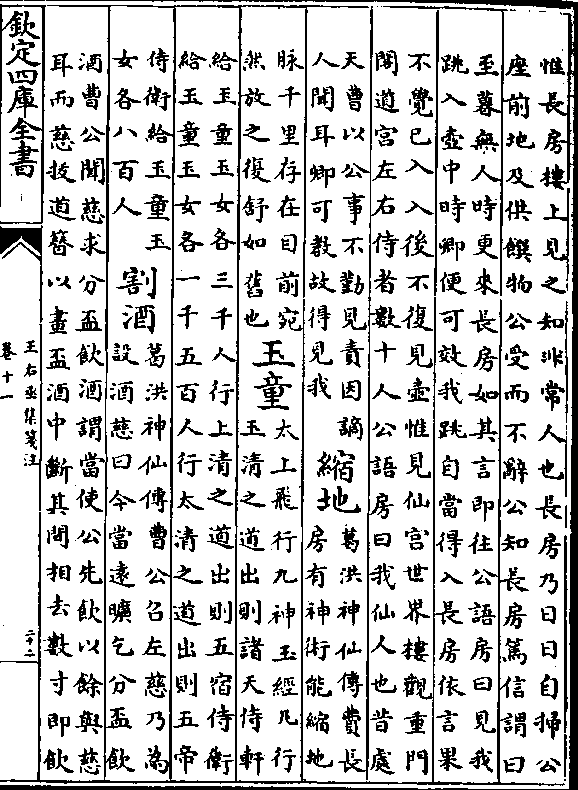 惟長房樓上見之知非常人也長房乃日日自掃公
座前地及供饌物公受而不辭公知長房篤信謂曰
至暮無人時更來長房如其言即往公語房曰見我
跳入壺中時卿便可效我跳自當得入長房依言果
不覺已入入後不復見壺惟見仙宫世界樓觀重門
閣道宫左右侍者數十人公語房曰我仙人也昔處
天曹以公事不勤見責因謫
人間耳卿可教故得見我
縮地
葛洪神仙傳費長
房有神術能縮地
脉千里存在目前宛
然放之復舒如舊也
玉童
太上飛行九神玉經凡行
玉清之道出則諸天侍軒
給玉童玉女各三千人行上清之道出則五宿侍衛
給玉童玉女各一千五百人行太清之道出則五帝
侍衛給玉童玉
女各八百人
割酒
葛洪神仙傳曹公召左慈乃為
設酒慈曰今當遠曠乞分盃飲
酒曹公聞慈求分盃飲酒謂當使公先飲以餘與慈
耳而慈拔道簪以畫盃酒中斷其間相去數寸即飲
欽定四庫全書
王右丞集箋注
卷十一
二十二